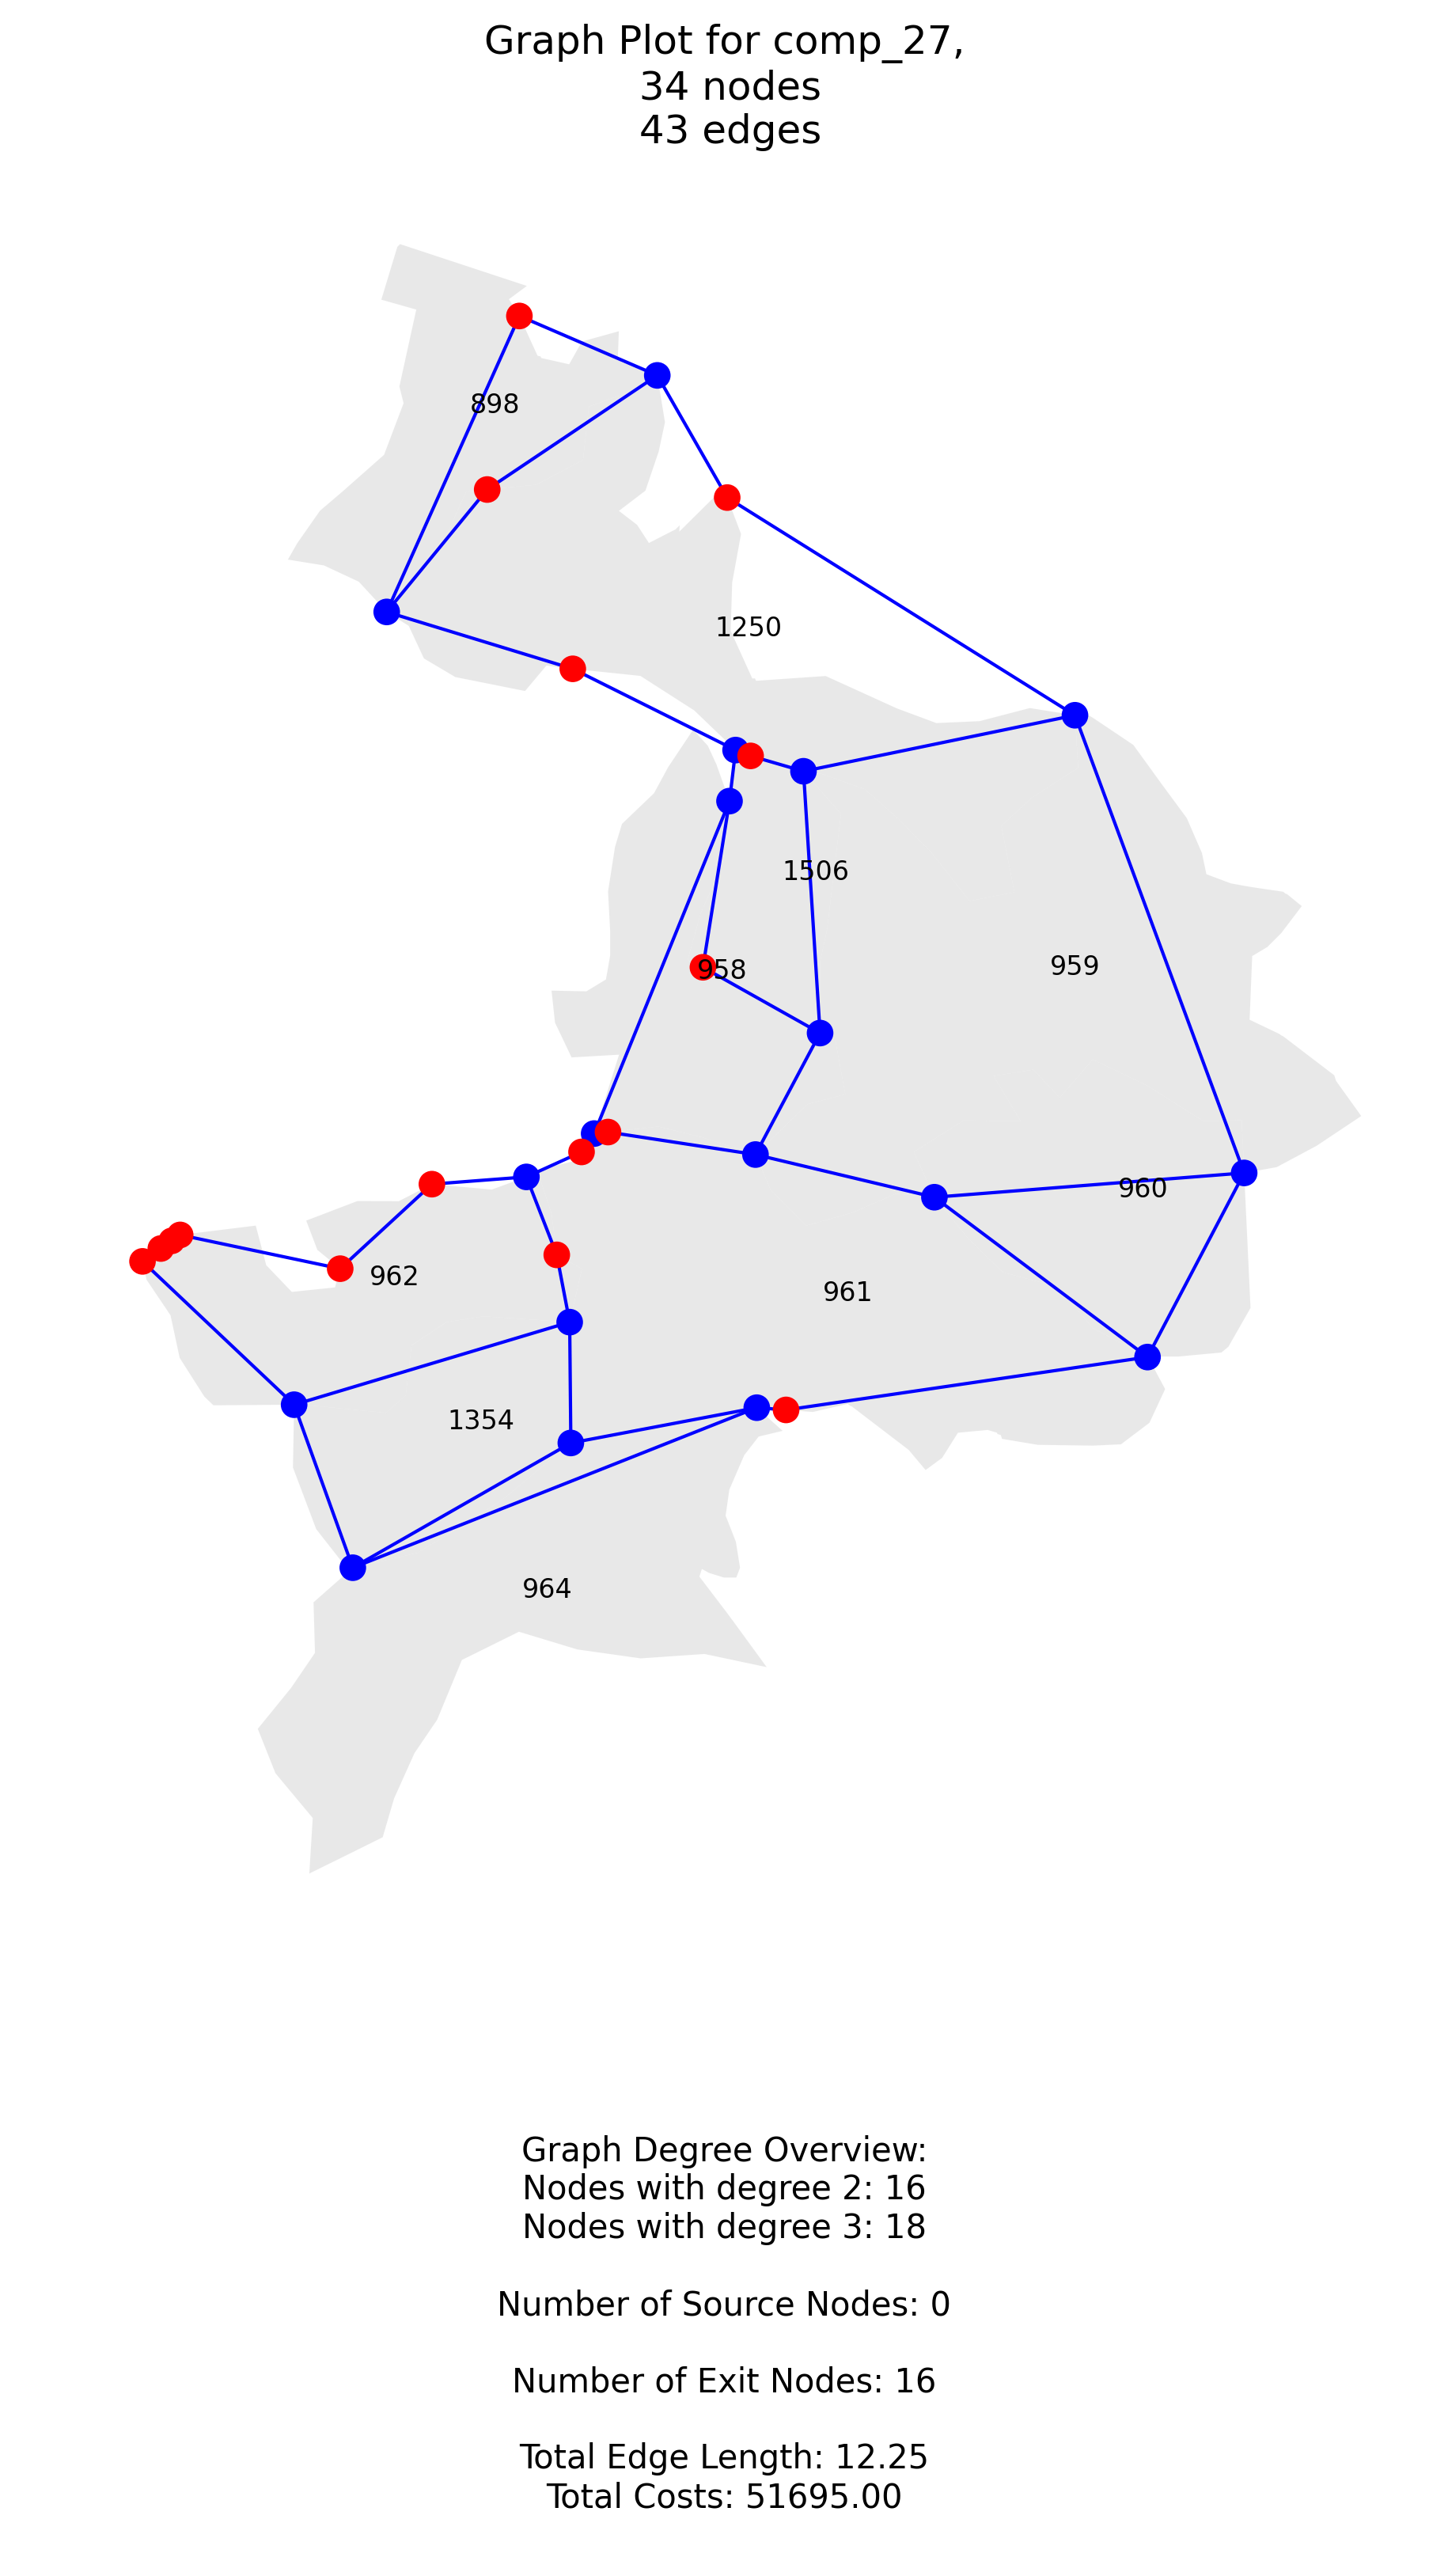 Graph Plot for comp_27,
34 nodes
43 edges
898
1250
1506
958
959
960
962
961
1354
964
Graph Degree Overview:
Nodes with degree 2: 16
Nodes with degree 3: 18
Number of Source Nodes: 0
Number of Exit Nodes: 16
Total Edge Length: 12.25
Total Costs: 51695.00